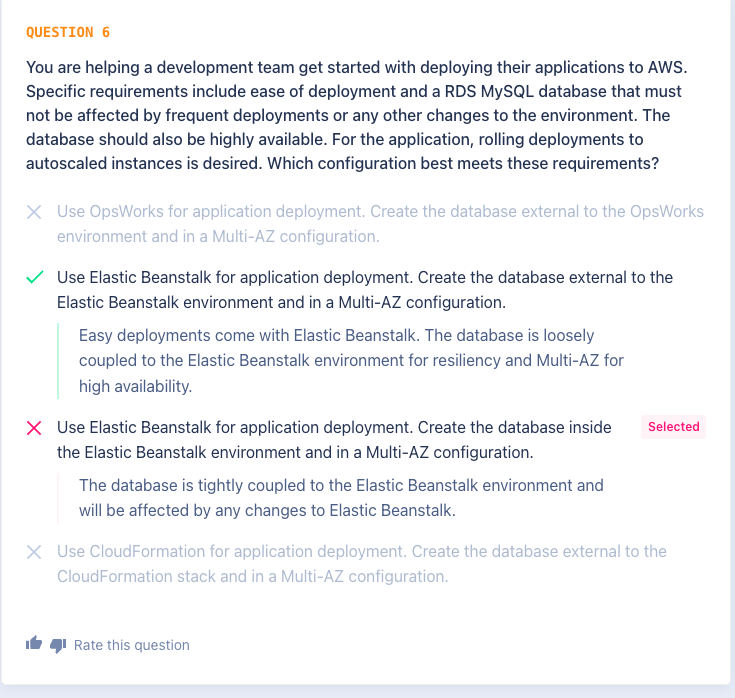 QUESTION 6
You are helping a development team get started with deploying their applications to AWS.
Specific requirements include ease of deployment and a RDS MySQL database that must
not be affected by frequent deployments or any other changes to the environment. The
database should also be highly available. For the application, rolling deployments to
autoscaled instances is desired. Which configuration best meets these requirements?
Use OpsWorks for application deployment. Create the database external to the OpsWorks
environment and in a Multi-AZ configuration.
Use Elastic Beanstalk for application deployment. Create the database external to the
Elastic Beanstalk environment and in a Multi-AZ configuration.
Easy deployments come with Elastic Beanstalk. The database is loosely
coupled to the Elastic Beanstalk environment for resiliency and Multi-AZ for
high availability.
Use Elastic Beanstalk for application deployment. Create the database inside
Selected
the Elastic Beanstalk environment and in a Multi-AZ configuration.
The database is tightly coupled to the Elastic Beanstalk environment and
will be affected by any changes to Elastic Beanstalk.
Use CloudFormation for application deployment. Create the database external to the
CloudFormation stack and in a Multi-AZ configuration.
Rate this question